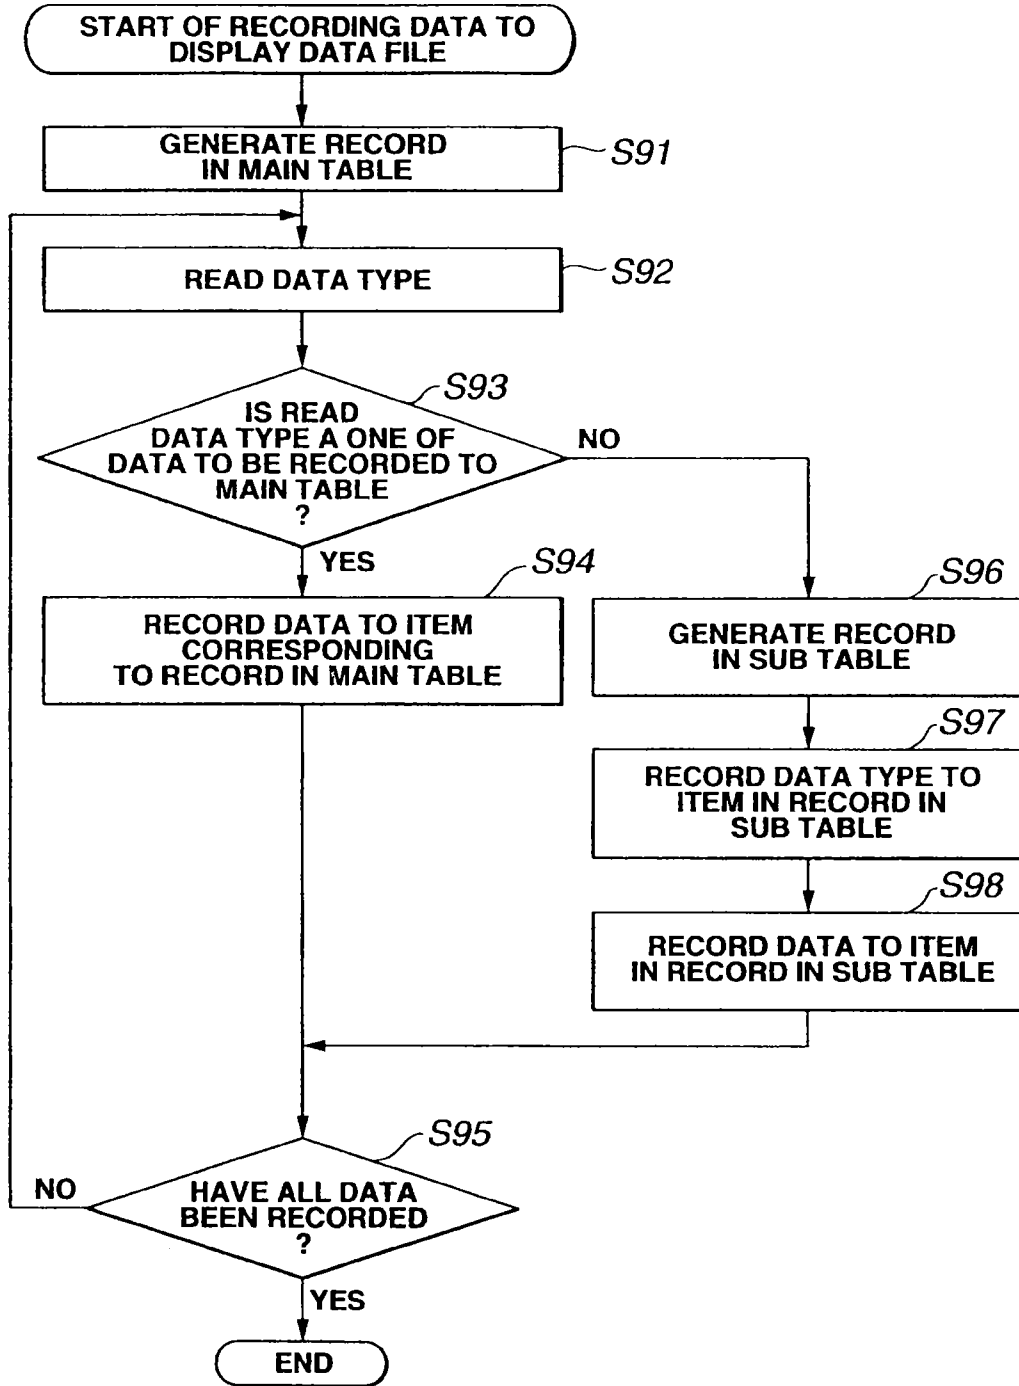 START OF RECORDING DATA TO
DISPLAY DATA FILE
GENERATE RECORD
IN MAIN TABLE
S91
READ DATA TYPE
S92
S93
IS READ
DATA TYPE A ONE OF
DATA TO BE RECORDED TO
MAIN TABLE
?
NO
YES
S94
RECORD DATA TO ITEM
CORRESPONDING
TO RECORD IN MAIN TABLE
S96
GENERATE RECORD
IN SUB TABLE
S97
RECORD DATA TYPE TO
ITEM IN RECORD IN
SUB TABLE
S98
RECORD DATA TO ITEM
IN RECORD IN SUB TABLE
S95
HAVE ALL DATA
BEEN RECORDED
?
NO
YES
END